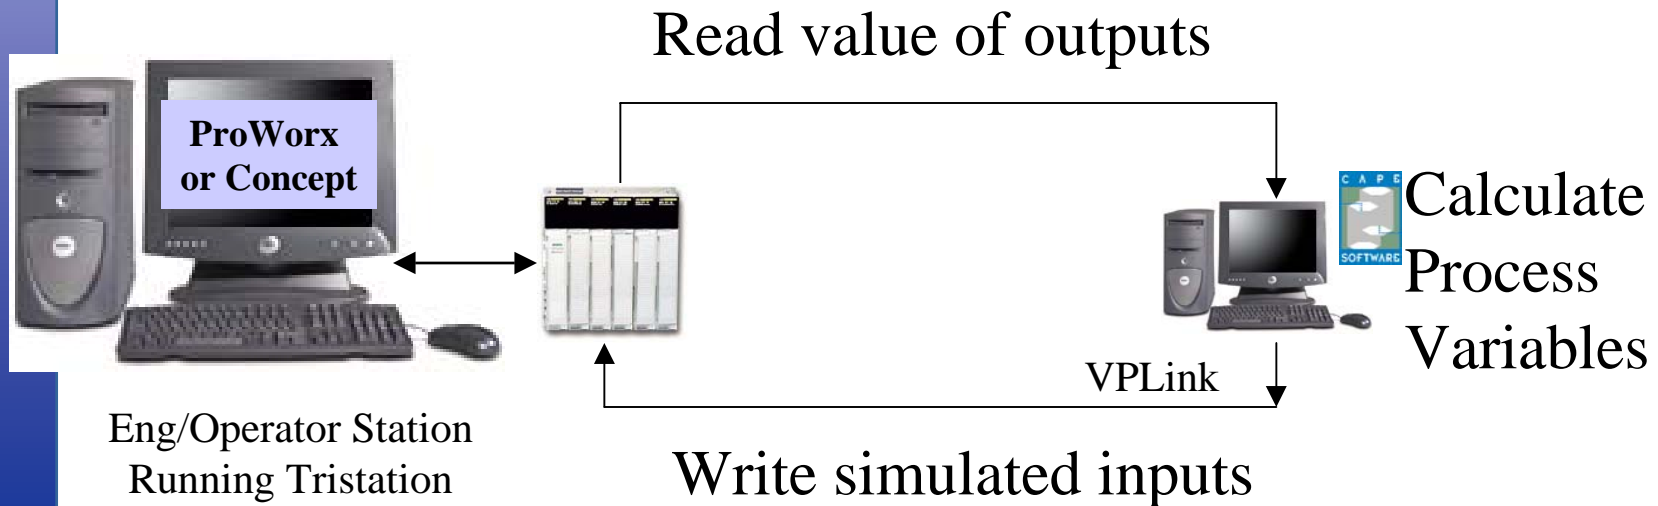 Read value of outputs
ProWorx
or Concept
CAPE
SOFTWARE
Calculate
Process
Variables
VPLink
Eng/Operator Station
Running Tristation
Write simulated inputs